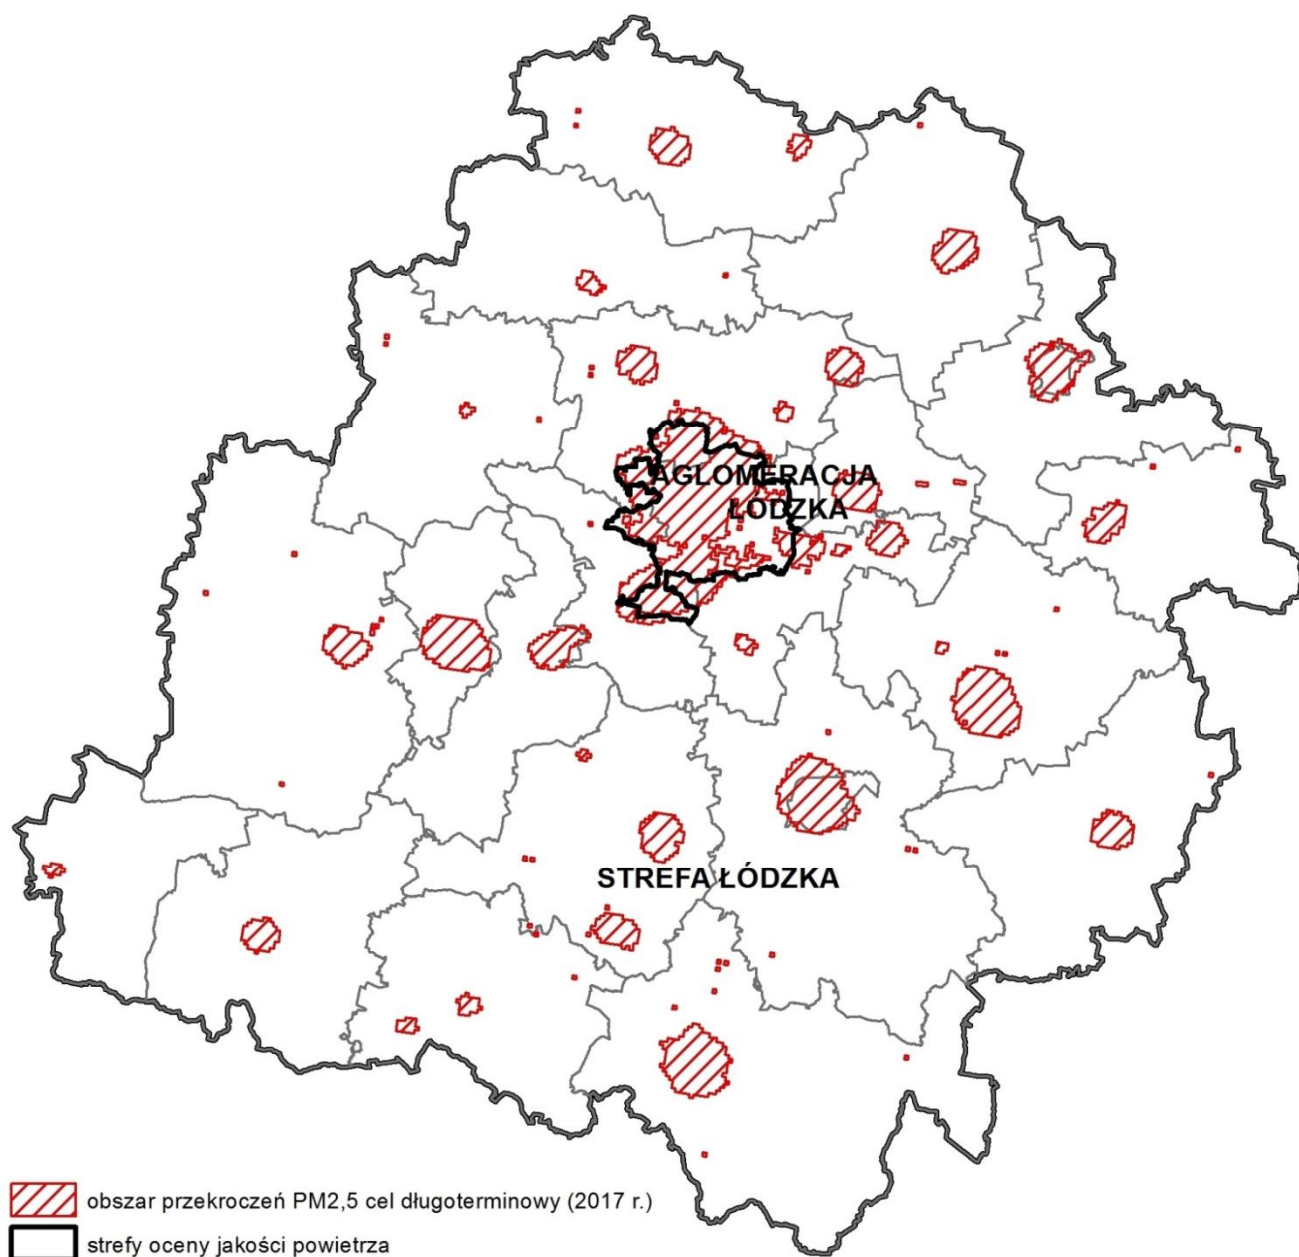 AGLOMERACJA
ŁÓDZKA
STREFA ŁÓDZKA
obszar przekroczeń PM2,5 cel długoterminowy (2017 r.)
strefy oceny jakości powietrza